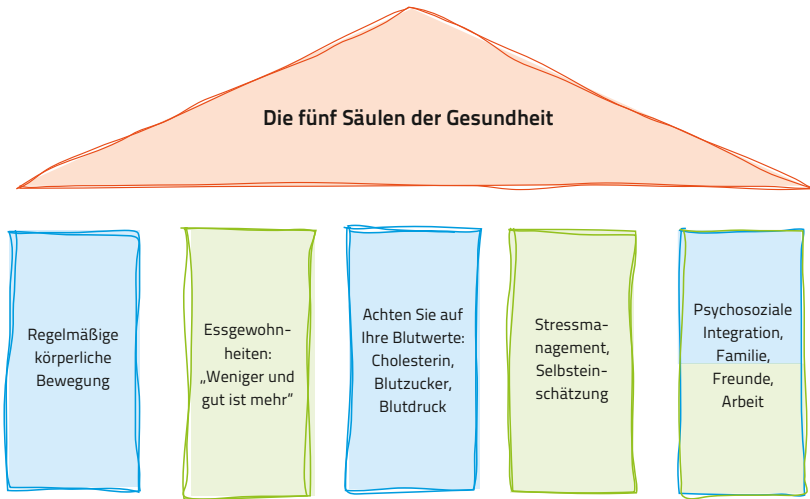 Die fünf Säulen der Gesundheit
Regelmäßige
körperliche
Bewegung
Essgewohn-
heiten:
„Weniger und
gut ist mehr“
Achten Sie auf
Ihre Blutwerte:
Cholesterin,
Blutzucker,
Blutdruck
Stressma-
nagement,
Selbstein-
schätzung
Psychosoziale
Integration,
Familie,
Freunde,
Arbeit